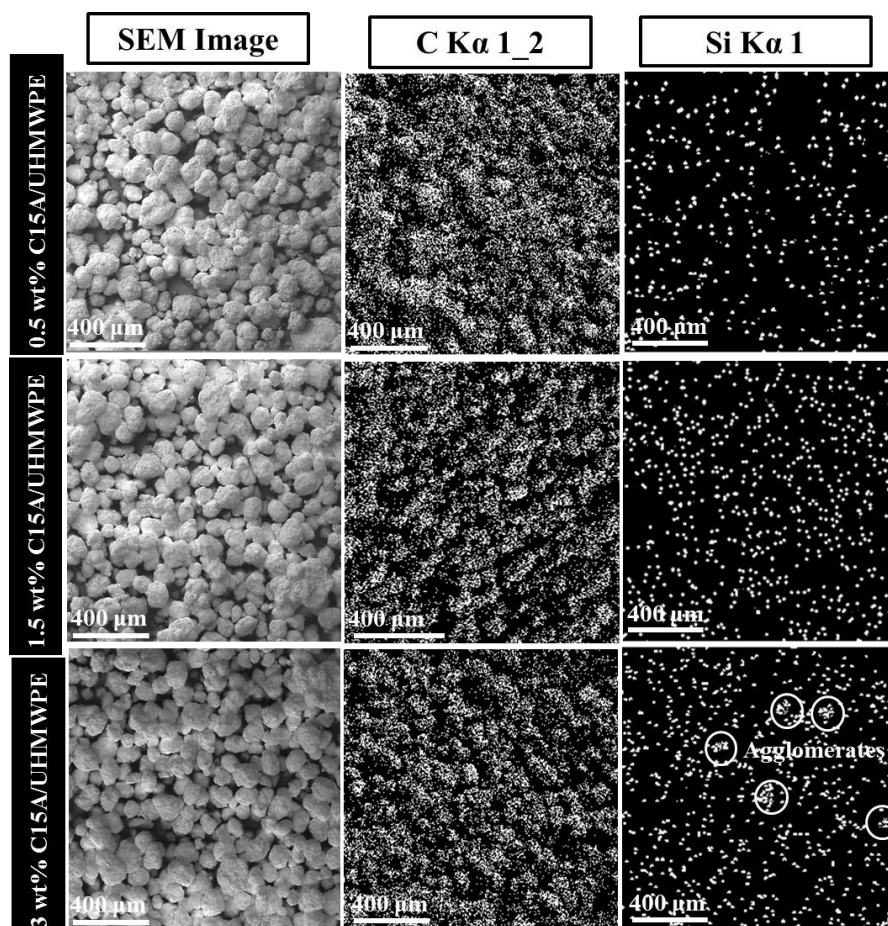 SEM Image
C Kα 1_2
Si Kα 1
0.5 wt% C15A/UHMWPE
400 μm
400 μm
400 μm
1.5 wt% C15A/UHMWPE
400 μm
400 μm
400 μm
3 wt% C15A/UHMWPE
Agglomerates
400 μm
400 μm
400 μm